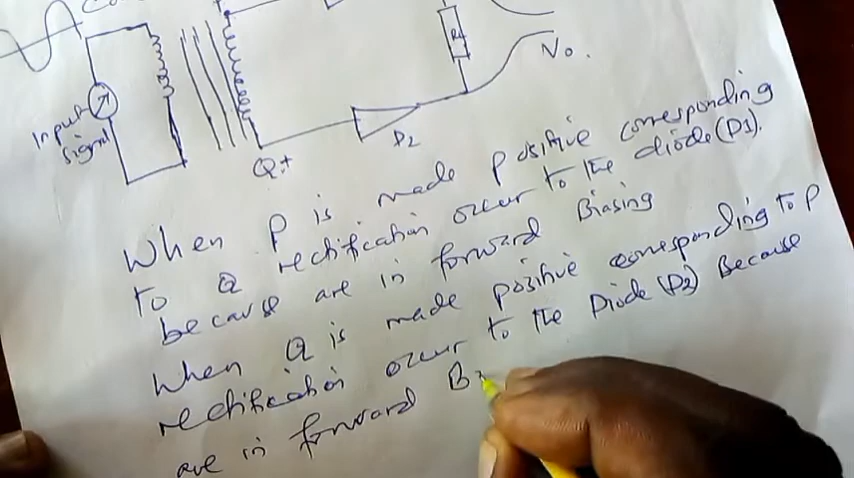 Input
signal
Q+
D2
R
No.
When P is made positive corresponding
to Q rectification occur to the diode (D1).
because are in forward Biasing
When Q is made positive corresponding to P
rectification occur to the Diode (D2) Because
are in forward Bi